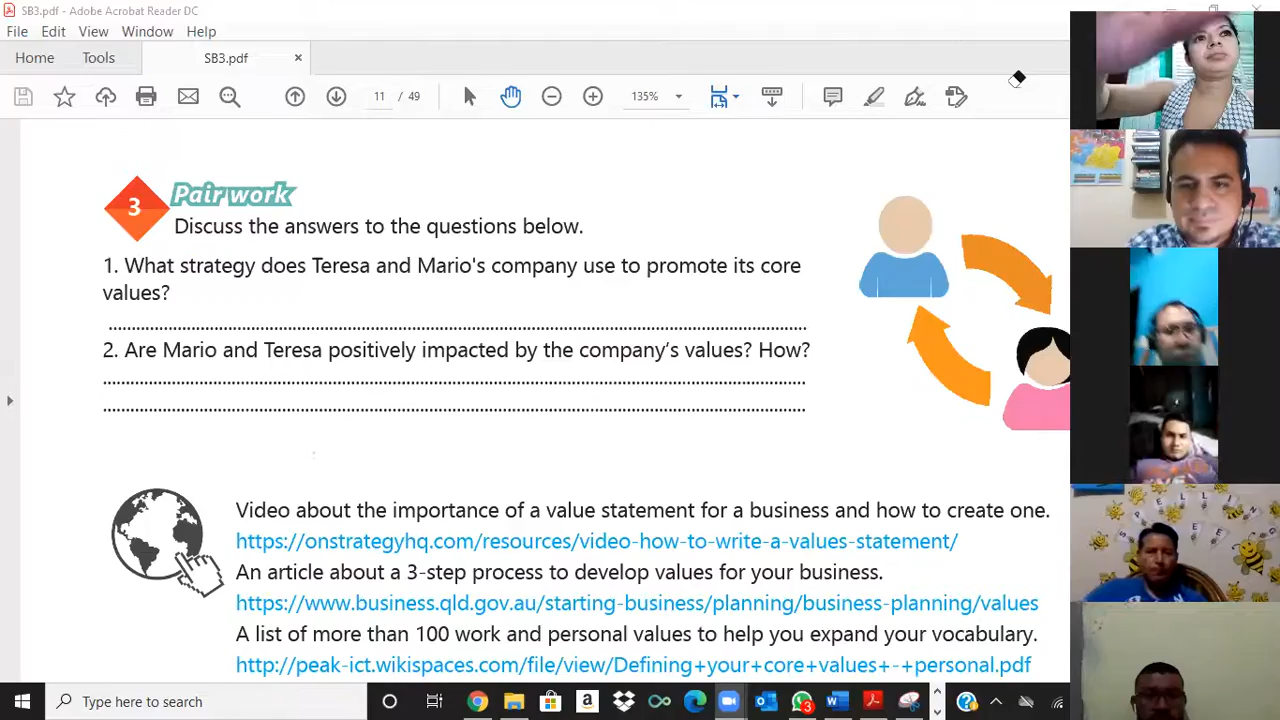 SB3.pdf - Adobe Acrobat Reader DC
File Edit View Window Help
Home Tools SB3.pdf ×
11 / 49 135%
3 Pair work
Discuss the answers to the questions below.
1. What strategy does Teresa and Mario's company use to promote its core
values?
2. Are Mario and Teresa positively impacted by the company's values? How?
Video about the importance of a value statement for a business and how to create one.
https://onstrategyhq.com/resources/video-how-to-write-a-values-statement/
An article about a 3-step process to develop values for your business.
https://www.business.qld.gov.au/starting-business/planning/business-planning/values
A list of more than 100 work and personal values to help you expand your vocabulary.
http://peak-ict.wikispaces.com/file/view/Defining+your+core+values+-+personal.pdf
SPELLING
Type here to search
3